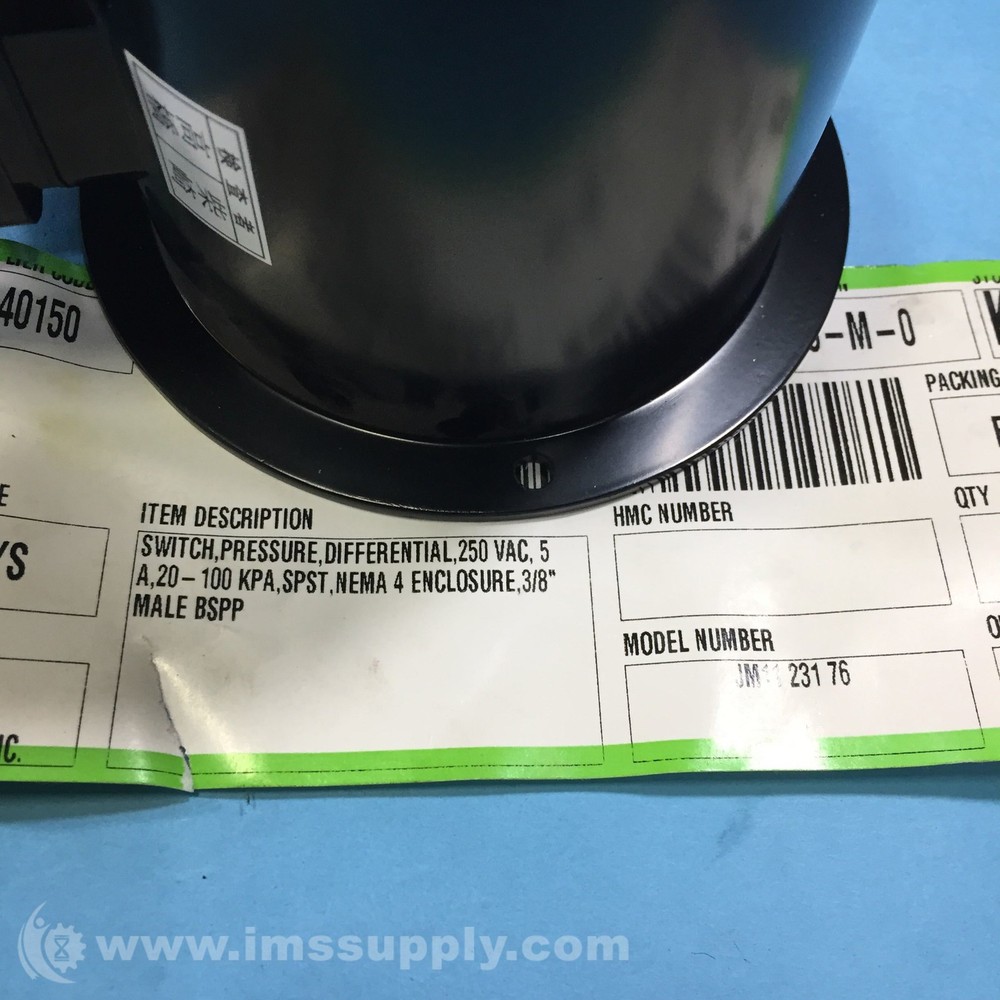 40150
-M-0
PACKING
ITEM DESCRIPTION
SWITCH,PRESSURE,DIFFERENTIAL,250 VAC, 5
A,20-100 KPA,SPST,NEMA 4 ENCLOSURE,3/8"
MALE BSPP
HMC NUMBER
QTY
MODEL NUMBER
231 76
YS
www.imssupply.com